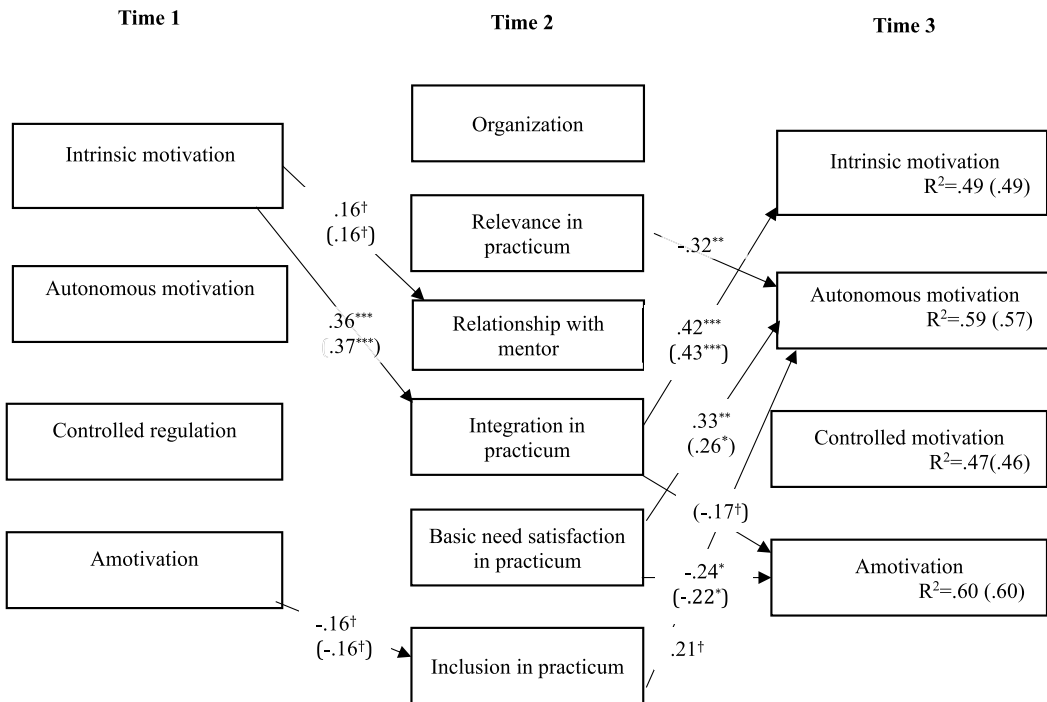 Time 1
Time 2
Time 3
Intrinsic motivation
Autonomous motivation
Controlled regulation
Amotivation
.16†
(.16†)
.36***
(.37***)
-.16†
(-.16†)
Organization
Relevance in
practicum
Relationship with
mentor
Integration in
practicum
Basic need satisfaction
in practicum
Inclusion in practicum
-.32**
.42***
(.43***)
.33**
(.26*)
(-.17†)
-.24*
(-.22*)
.21†
Intrinsic motivation
R²=.49 (.49)
Autonomous motivation
R²=.59 (.57)
Controlled motivation
R²=.47(.46)
Amotivation
R²=.60 (.60)